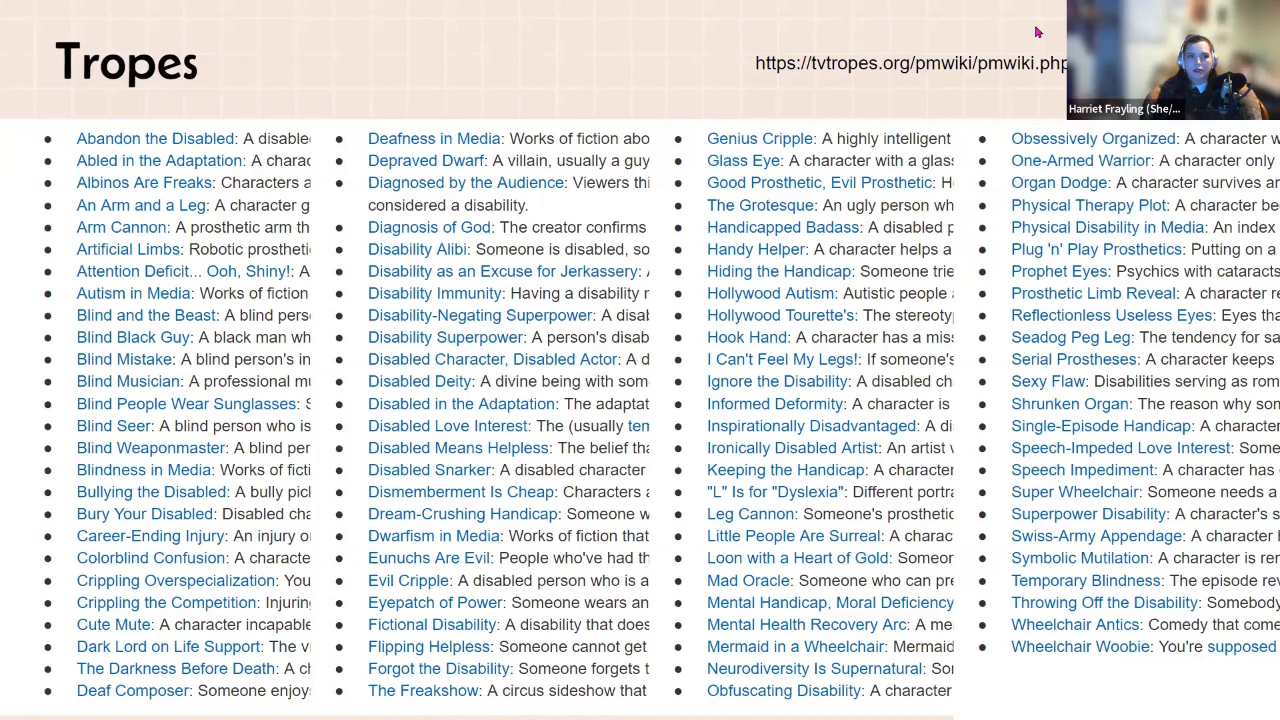 Tropes
https://tvtropes.org/pmwiki/pmwiki.php
Harriet Frayling (She/...
Abandon the Disabled: A disable
Abled in the Adaptation: A charac
Albinos Are Freaks: Characters a
An Arm and a Leg: A character g
Arm Cannon: A prosthetic arm th
Artificial Limbs: Robotic prostheti
Attention Deficit... Ooh, Shiny!: A
Autism in Media: Works of fiction
Blind and the Beast: A blind pers
Blind Black Guy: A black man wh
Blind Mistake: A blind person's in
Blind Musician: A professional mu
Blind People Wear Sunglasses: S
Blind Seer: A blind person who is
Blind Weaponmaster: A blind per
Blindness in Media: Works of ficti
Bullying the Disabled: A bully pick
Bury Your Disabled: Disabled cha
Career-Ending Injury: An injury o
Colorblind Confusion: A characte
Crippling Overspecialization: You
Crippling the Competition: Injuring
Cute Mute: A character incapable
Dark Lord on Life Support: The vi
The Darkness Before Death: A ch
Deaf Composer: Someone enjoys
Deafness in Media: Works of fiction abo
Depraved Dwarf: A villain, usually a guy
Diagnosed by the Audience: Viewers thi
considered a disability.
Diagnosis of God: The creator confirms
Disability Alibi: Someone is disabled, so
Disability as an Excuse for Jerkassery: A
Disability Immunity: Having a disability r
Disability-Negating Superpower: A disab
Disability Superpower: A person's disab
Disabled Character, Disabled Actor: A d
Disabled Deity: A divine being with som
Disabled in the Adaptation: The adaptat
Disabled Love Interest: The (usually tem
Disabled Means Helpless: The belief tha
Disabled Snarker: A disabled character
Dismemberment Is Cheap: Characters a
Dream-Crushing Handicap: Someone w
Dwarfism in Media: Works of fiction that
Eunuchs Are Evil: People who've had th
Evil Cripple: A disabled person who is a
Eyepatch of Power: Someone wears an
Fictional Disability: A disability that does
Flipping Helpless: Someone cannot get
Forgot the Disability: Someone forgets t
The Freakshow: A circus sideshow that
Genius Cripple: A highly intelligent
Glass Eye: A character with a glass
Good Prosthetic, Evil Prosthetic: H
The Grotesque: An ugly person wh
Handicapped Badass: A disabled p
Handy Helper: A character helps a
Hiding the Handicap: Someone trie
Hollywood Autism: Autistic people a
Hollywood Tourette's: The stereoty
Hook Hand: A character has a miss
I Can't Feel My Legs!: If someone's
Ignore the Disability: A disabled ch
Informed Deformity: A character is
Inspirationally Disadvantaged: A di
Ironically Disabled Artist: An artist w
Keeping the Handicap: A character
"L" Is for "Dyslexia": Different portra
Leg Cannon: Someone's prosthetic
Little People Are Surreal: A charac
Loon with a Heart of Gold: Someor
Mad Oracle: Someone who can pre
Mental Handicap, Moral Deficiency
Mental Health Recovery Arc: A me
Mermaid in a Wheelchair: Mermaid
Neurodiversity Is Supernatural: Sor
Obfuscating Disability: A character
Obsessively Organized: A character w
One-Armed Warrior: A character only
Organ Dodge: A character survives an
Physical Therapy Plot: A character be
Physical Disability in Media: An index
Plug 'n' Play Prosthetics: Putting on a
Prophet Eyes: Psychics with cataracts
Prosthetic Limb Reveal: A character re
Reflectionless Useless Eyes: Eyes tha
Seadog Peg Leg: The tendency for sa
Serial Prostheses: A character keeps
Sexy Flaw: Disabilities serving as rom
Shrunken Organ: The reason why son
Single-Episode Handicap: A character
Speech-Impeded Love Interest: Some
Speech Impediment: A character has
Super Wheelchair: Someone needs a
Superpower Disability: A character's s
Swiss-Army Appendage: A character h
Symbolic Mutilation: A character is rer
Temporary Blindness: The episode rev
Throwing Off the Disability: Somebody
Wheelchair Antics: Comedy that come
Wheelchair Woobie: You're supposed